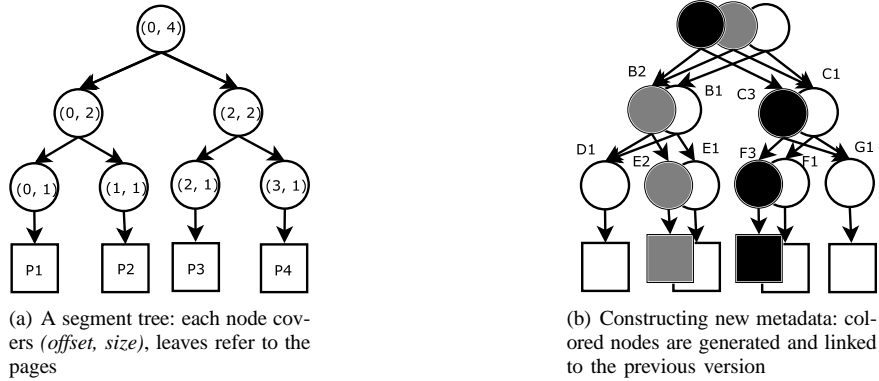 (0, 4)
(0, 2)
(2, 2)
(0, 1)
(1, 1)
(2, 1)
(3, 1)
P1
P2
P3
P4
(a) A segment tree: each node cov-
ers (offset, size), leaves refer to the
pages
B2
B1
C3
C1
D1
E2
E1
F3
F1
G1
(b) Constructing new metadata: col-
ored nodes are generated and linked
to the previous version